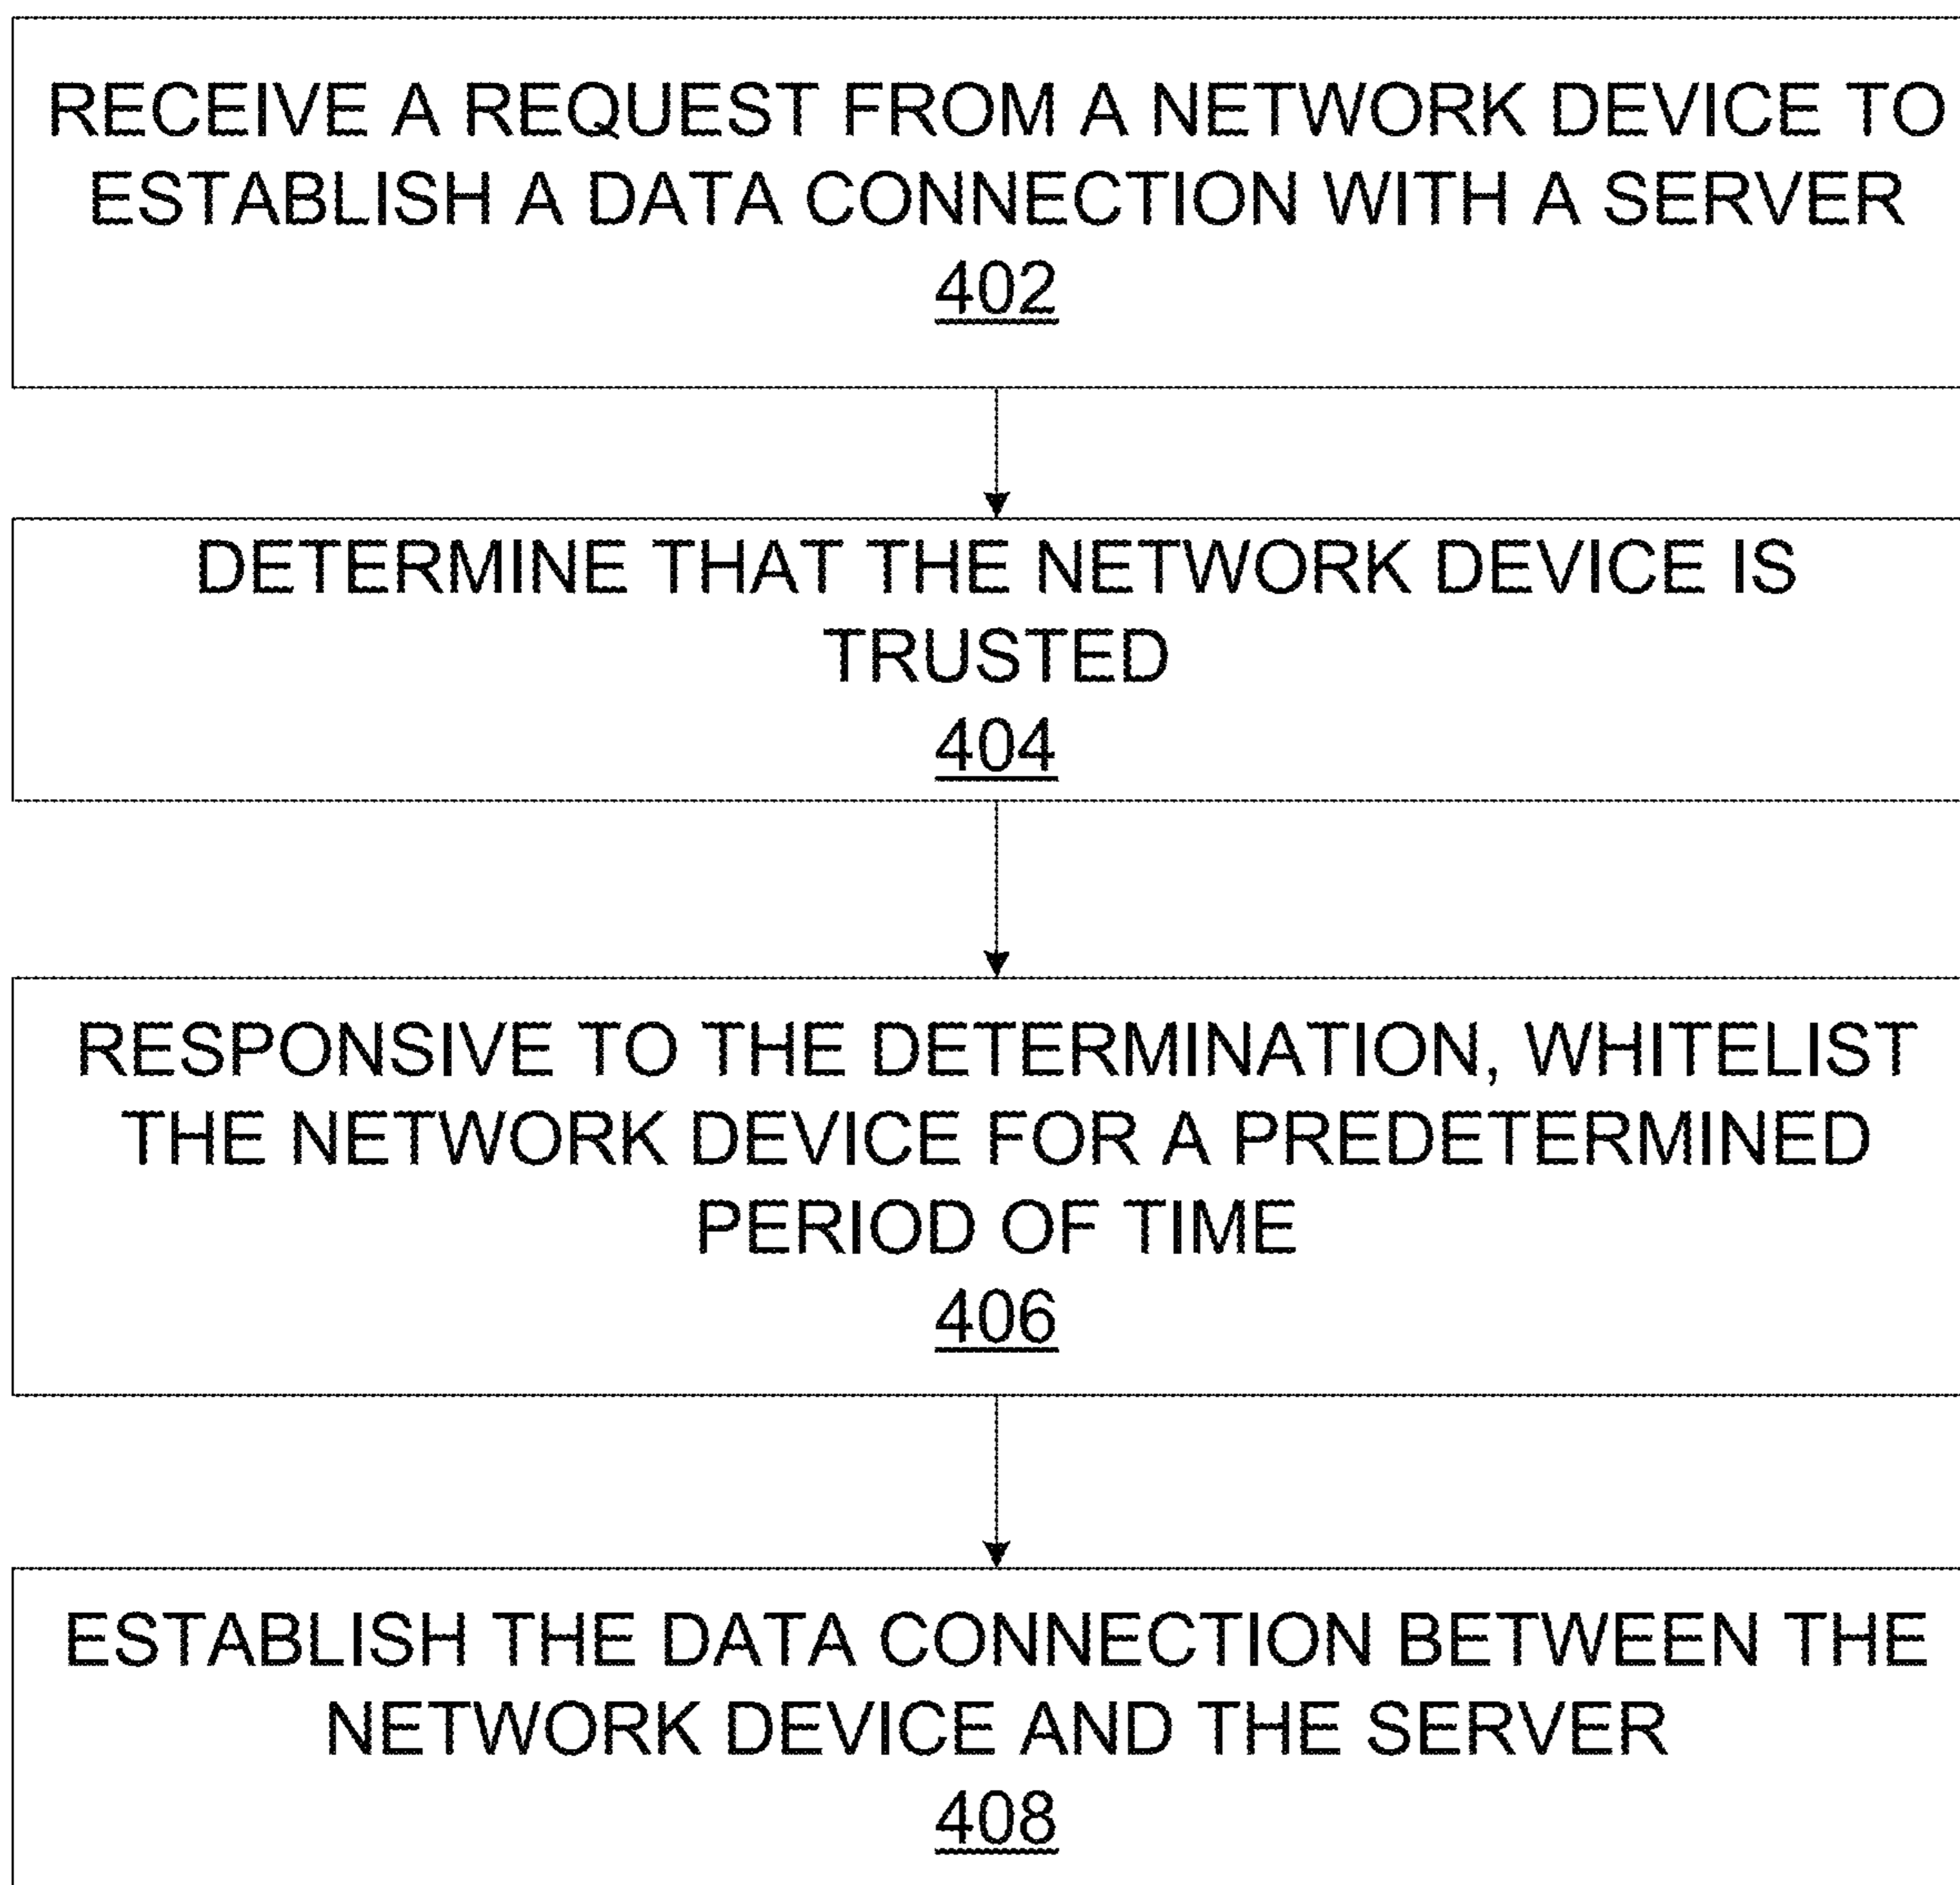 RECEIVE A REQUEST FROM A NETWORK DEVICE TO
ESTABLISH A DATA CONNECTION WITH A SERVER
402
DETERMINE THAT THE NETWORK DEVICE IS
TRUSTED
404
RESPONSIVE TO THE DETERMINATION, WHITELIST
THE NETWORK DEVICE FOR A PREDETERMINED
PERIOD OF TIME
406
ESTABLISH THE DATA CONNECTION BETWEEN THE
NETWORK DEVICE AND THE SERVER
408